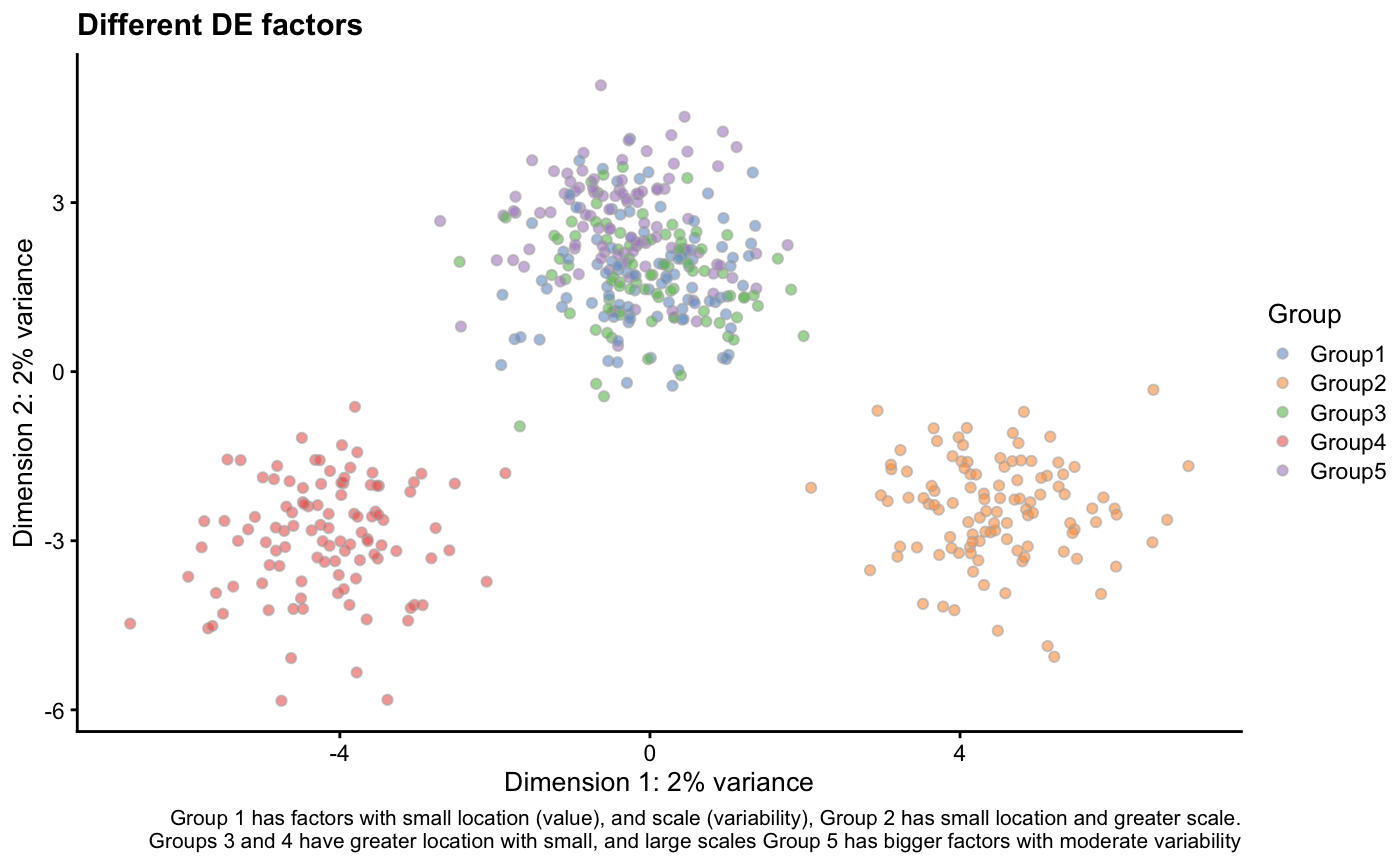 Different DE factors
Dimension 2: 2% variance
3
0
-3
-6
-4
0
4
Dimension 1: 2% variance
Group
Group1
Group2
Group3
Group4
Group5
Group 1 has factors with small location (value), and scale (variability), Group 2 has small location and greater scale.
Groups 3 and 4 have greater location with small, and large scales Group 5 has bigger factors with moderate variability